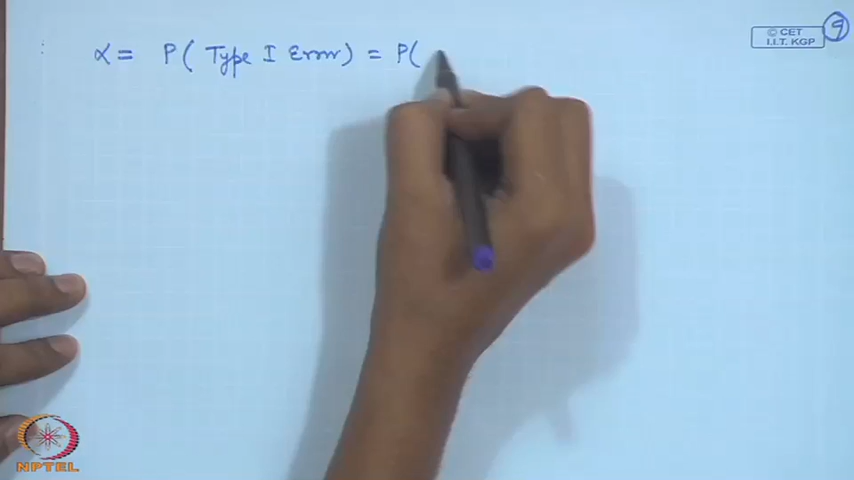 α = P( Type I Error) = P(
© CET
I.I.T. KGP
9
NPTEL